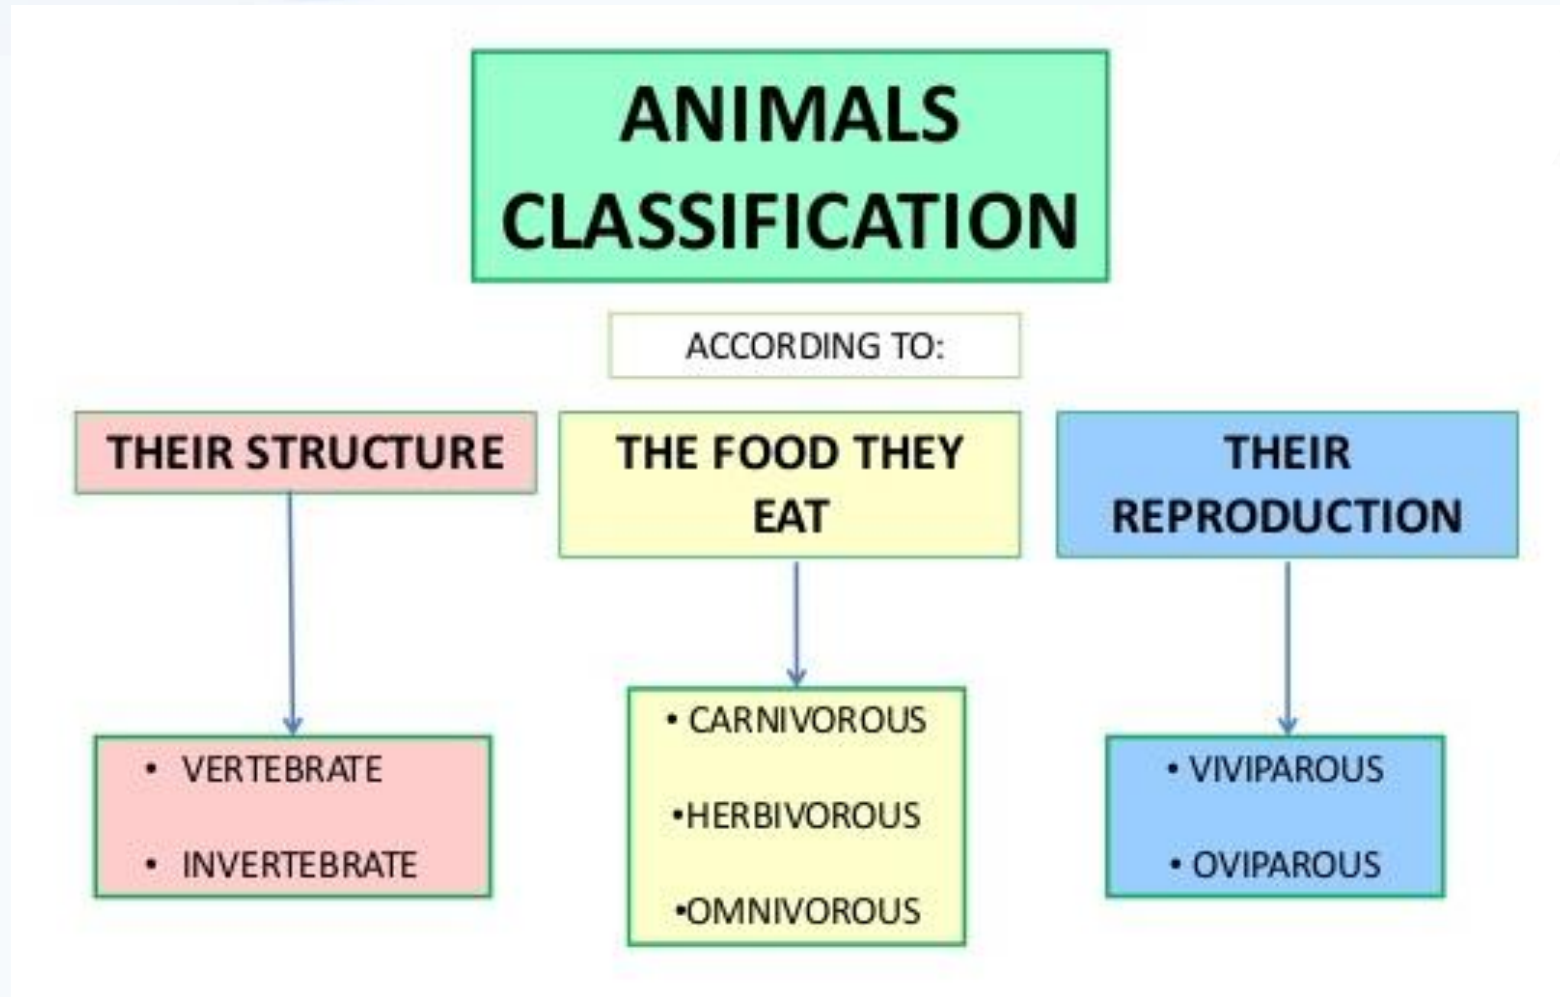 ANIMALS
CLASSIFICATION
ACCORDING TO:
THEIR STRUCTURE
• VERTEBRATE
• INVERTEBRATE
THE FOOD THEY
EAT
• CARNIVOROUS
•HERBIVOROUS
•OMNIVOROUS
THEIR
REPRODUCTION
• VIVIPAROUS
• OVIPAROUS